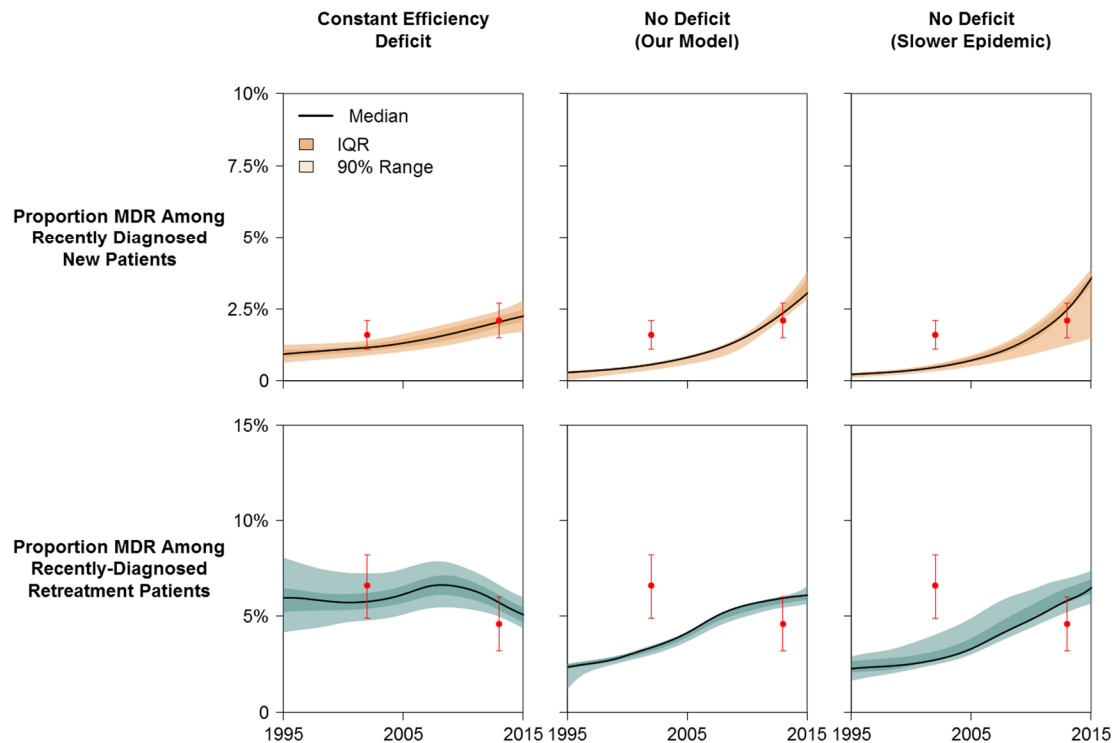 Constant Efficiency
Deficit
No Deficit
(Our Model)
No Deficit
(Slower Epidemic)
10%
7.5%
5%
2.5%
0
Median
IQR
90% Range
Proportion MDR Among
Recently Diagnosed
New Patients
15%
10%
5%
0
Proportion MDR Among
Recently-Diagnosed
Retreatment Patients
1995 2005 2015 1995 2005 2015 1995 2005 2015